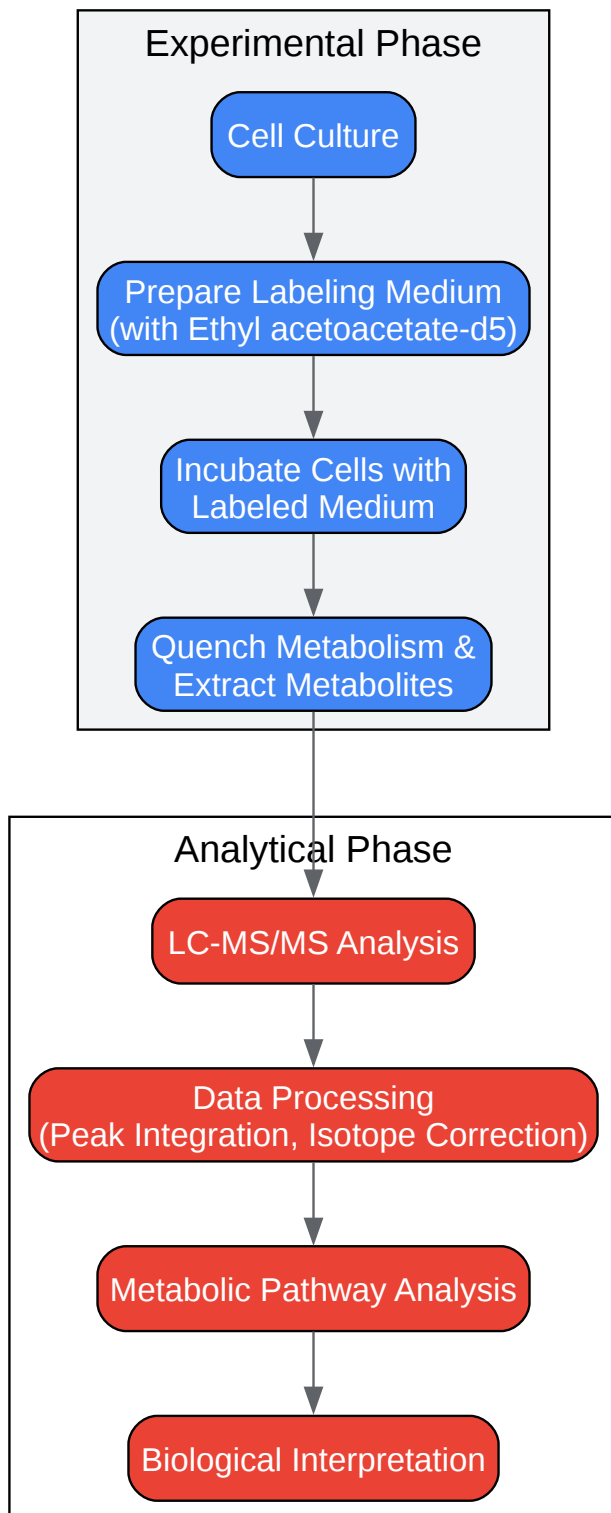 Experimental Phase
Cell Culture
Prepare Labeling Medium
(with Ethyl acetoacetate-d5)
Incubate Cells with
Labeled Medium
Quench Metabolism &
Extract Metabolites
Analytical Phase
LC-MS/MS Analysis
Data Processing
(Peak Integration, Isotope Correction)
Metabolic Pathway Analysis
Biological Interpretation